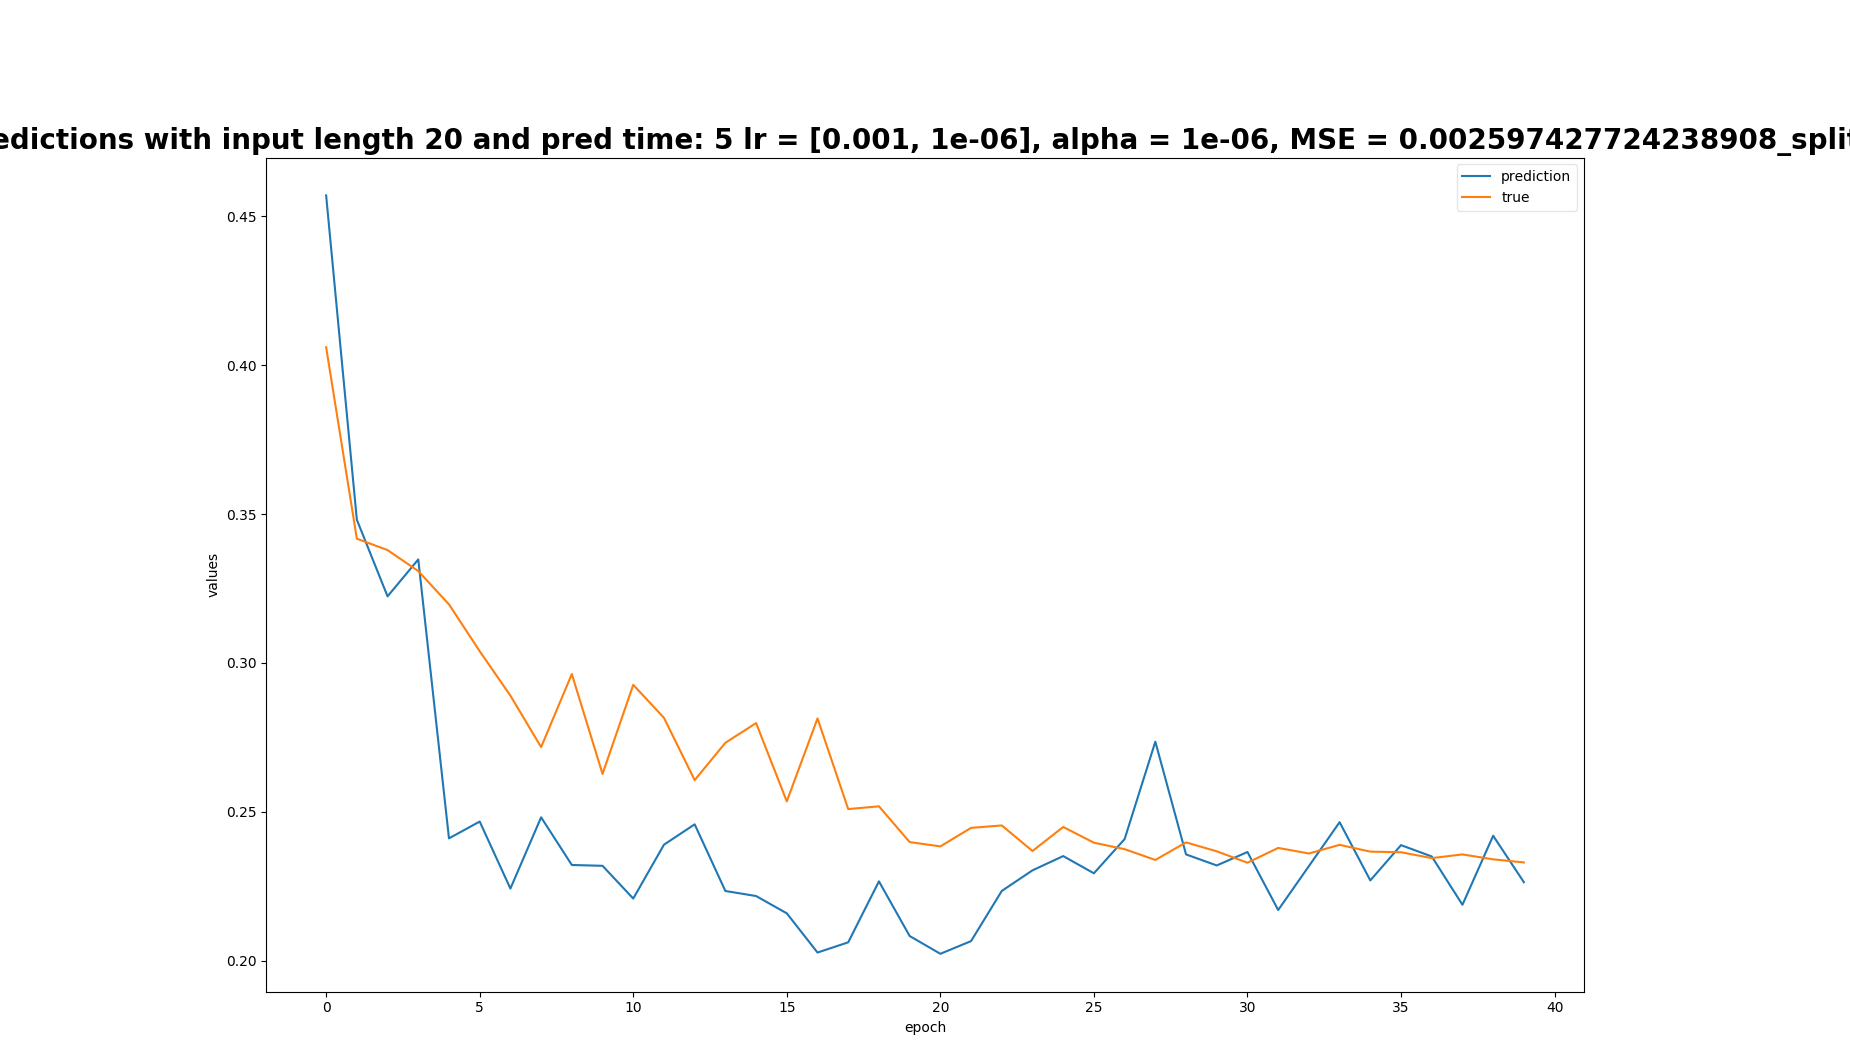 edictions with input length 20 and pred time: 5 lr = [0.001, 1e-06], alpha = 1e-06, MSE = 0.002597427724238908_split
prediction
true
0.45
0.40
0.35
0.30
0.25
0.20
values
0 5 10 15 20 25 30 35 40
epoch